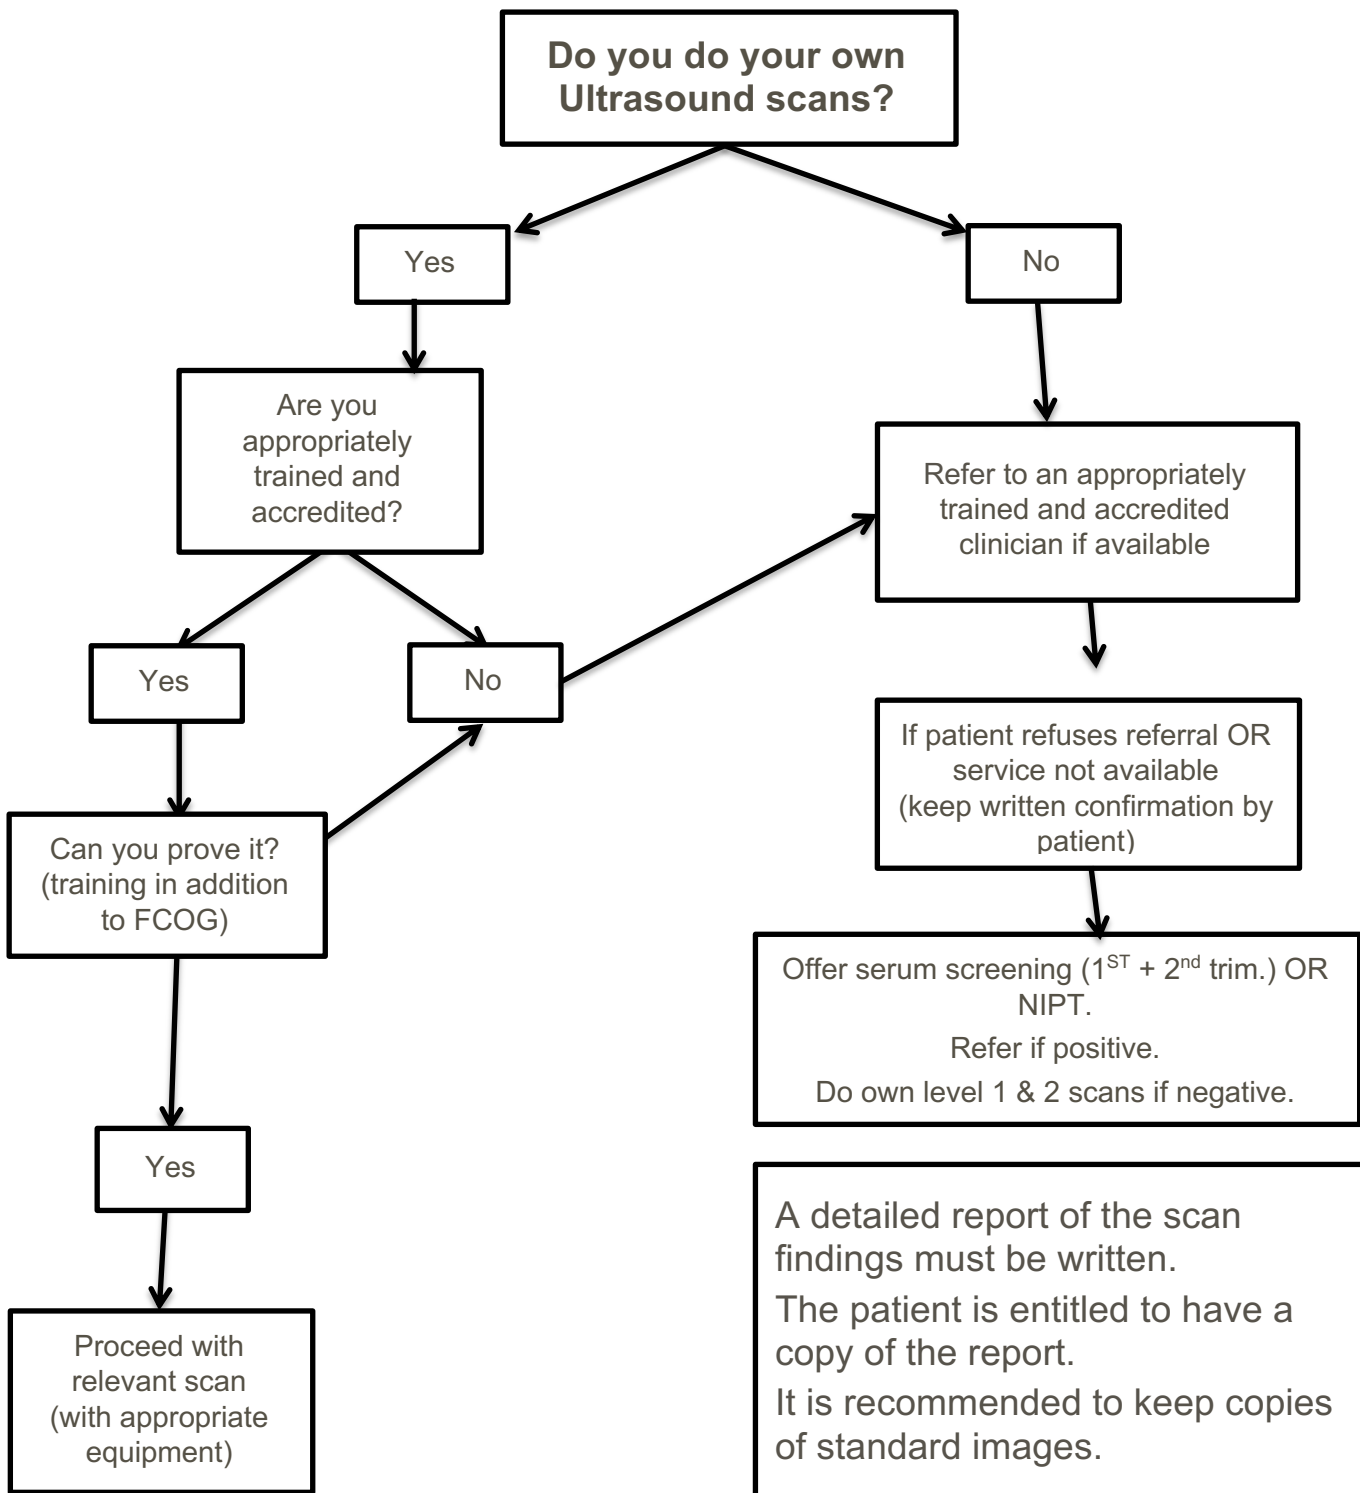 Do you do your own
Ultrasound scans?
Yes
No
Are you
appropriately
trained and
accredited?
Refer to an appropriately
trained and accredited
clinician if available
Yes
No
If patient refuses referral OR
service not available
(keep written confirmation by
patient)
Can you prove it?
(training in addition
to FCOG)
Offer serum screening (1ST + 2nd trim.) OR
NIPT.
Refer if positive.
Do own level 1 & 2 scans if negative.
Yes
A detailed report of the scan
findings must be written.
The patient is entitled to have a
copy of the report.
It is recommended to keep copies
of standard images.
Proceed with
relevant scan
(with appropriate
equipment)